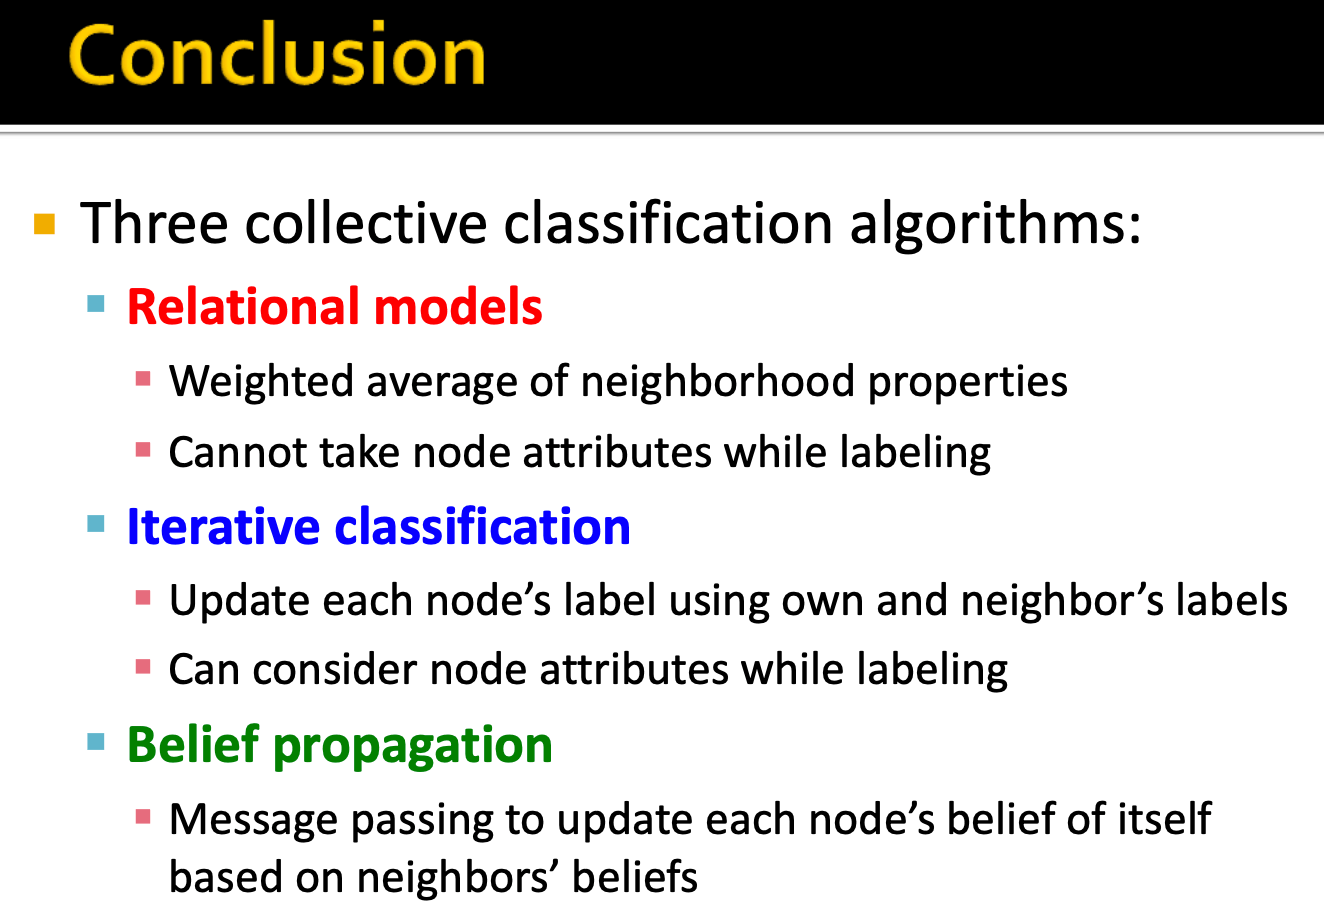 Conclusion
Three collective classification algorithms:
Relational models
Weighted average of neighborhood properties
Cannot take node attributes while labeling
Iterative classification
Update each node’s label using own and neighbor’s labels
Can consider node attributes while labeling
Belief propagation
Message passing to update each node’s belief of itself
based on neighbors’ beliefs